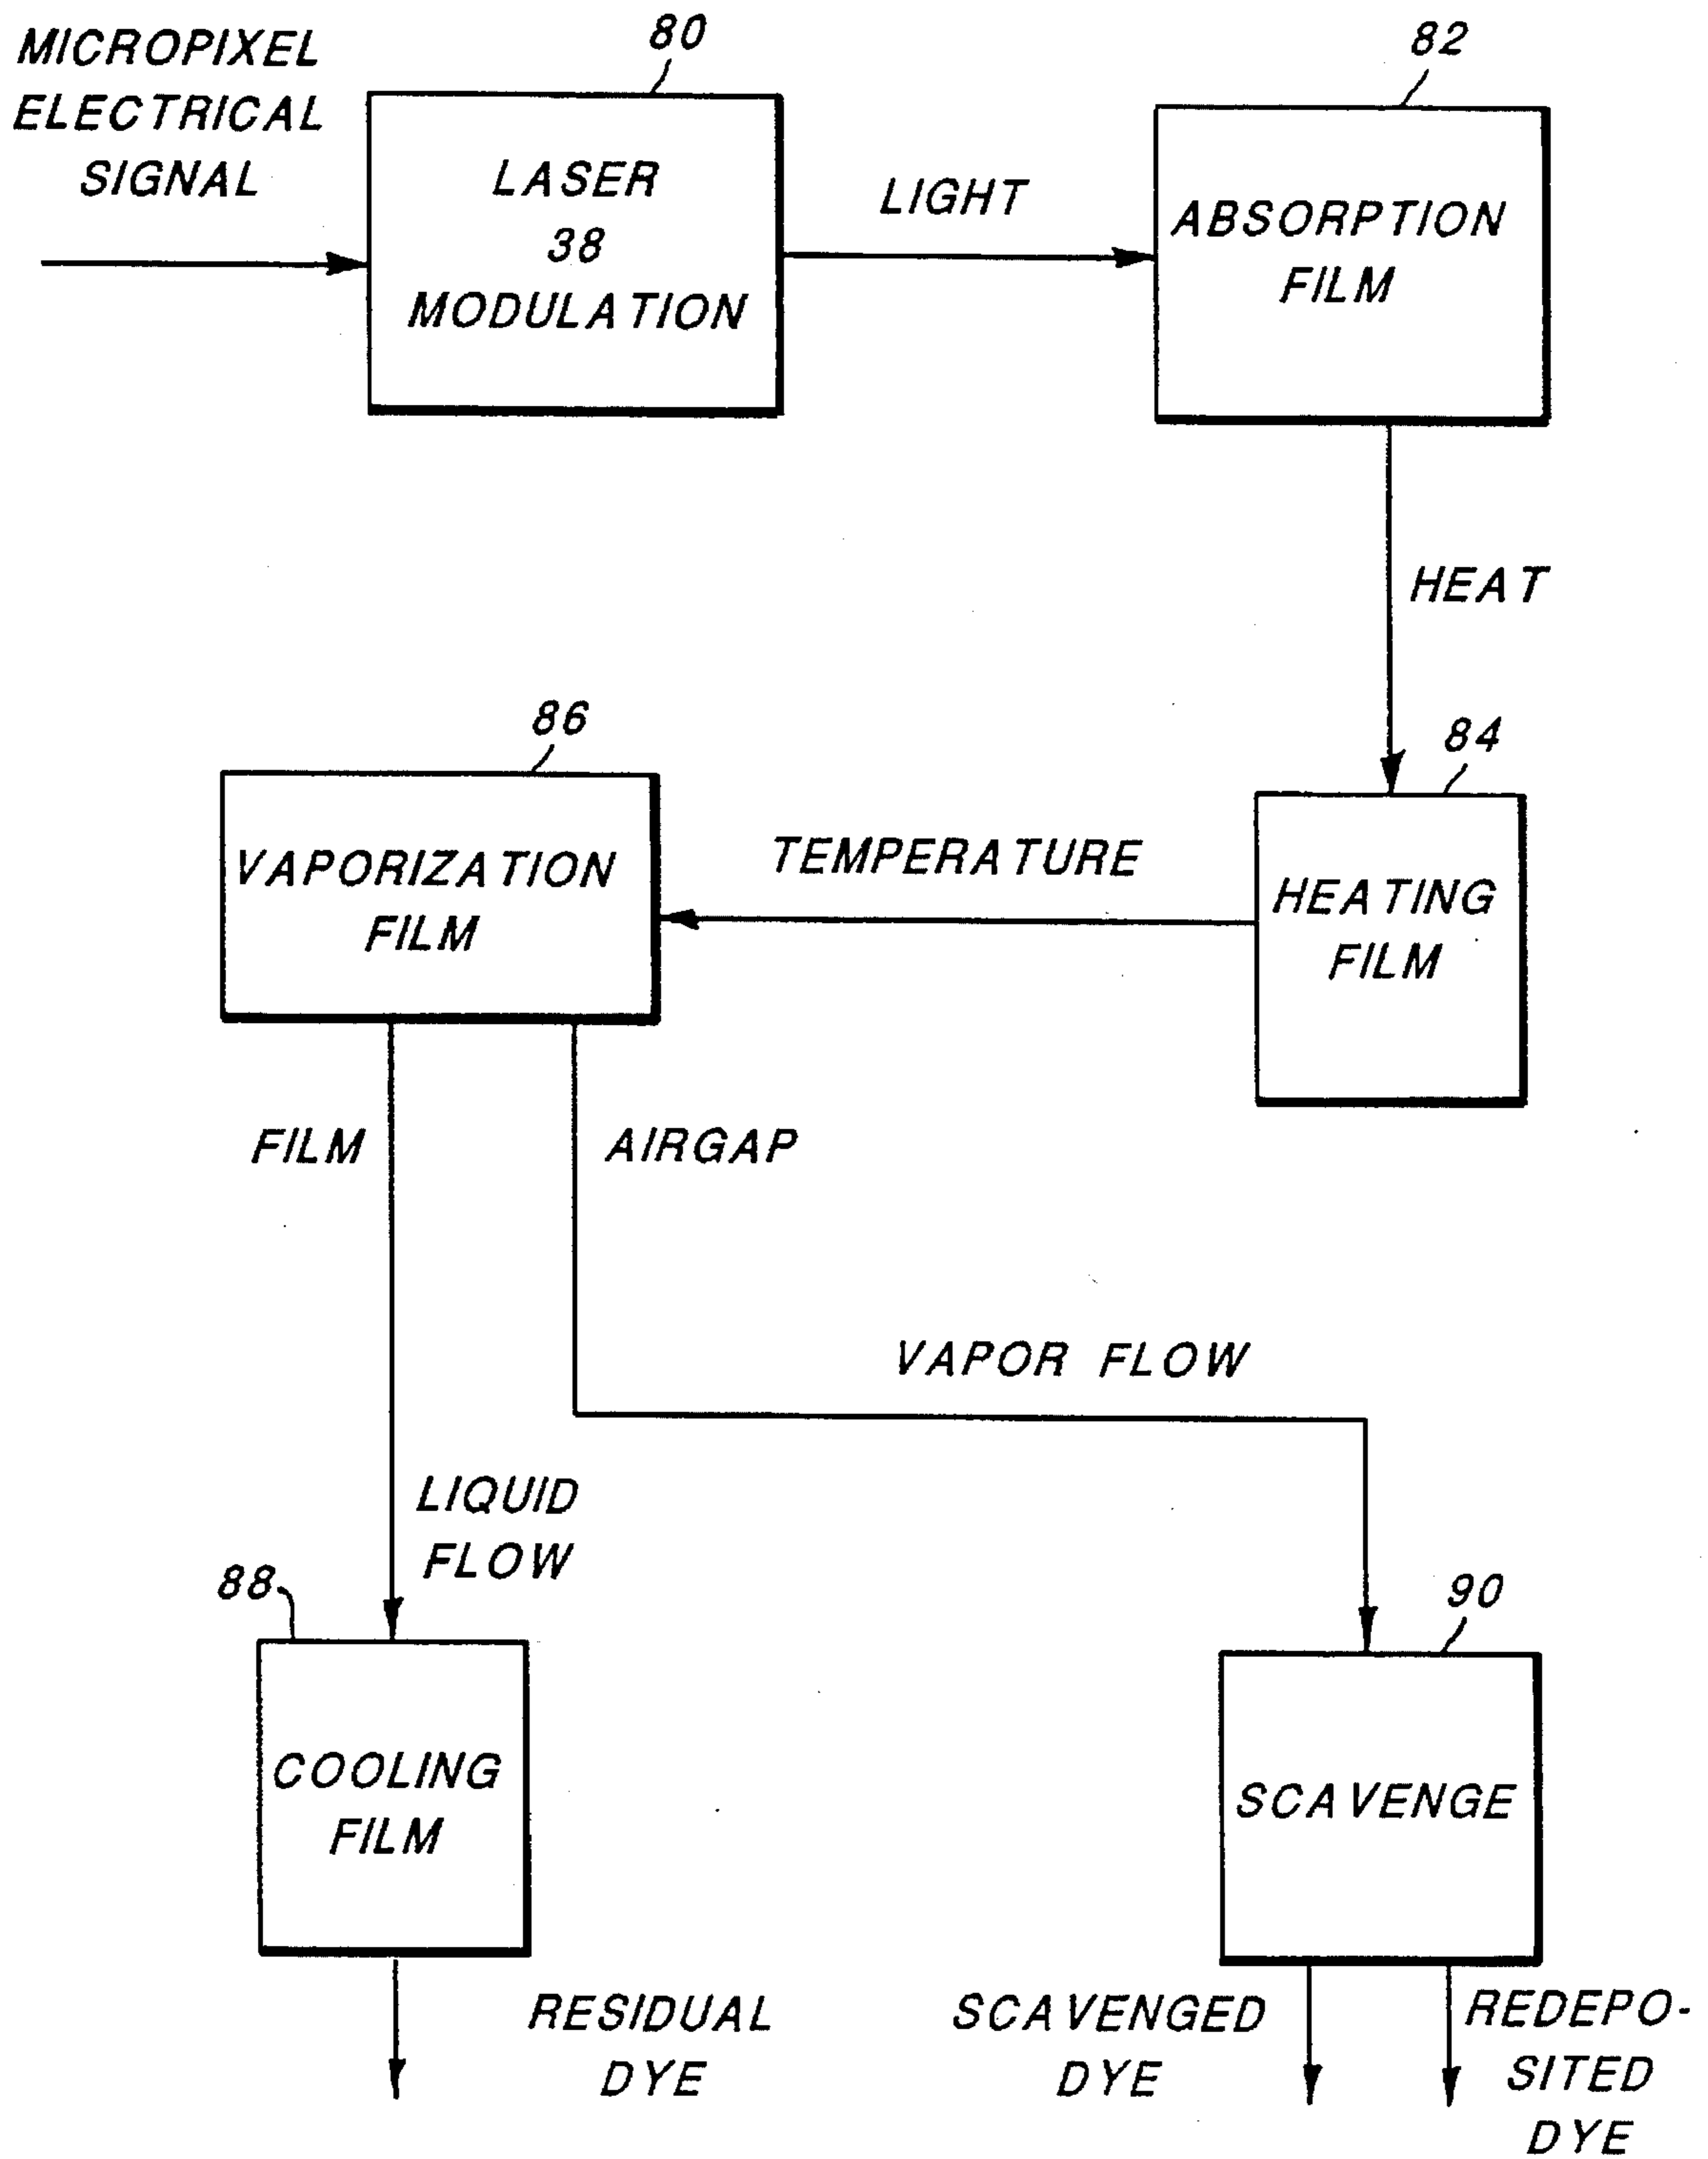 MICROPIXEL
ELECTRICAL
SIGNAL
80
LASER
38
MODULATION
LIGHT
82
ABSORPTION
FILM
HEAT
84
HEATING
FILM
TEMPERATURE
86
VAPORIZATION
FILM
FILM
AIRGAP
VAPOR FLOW
LIQUID
FLOW
88
COOLING
FILM
90
SCAVENGE
RESIDUAL
DYE
SCAVENGED
DYE
REDEPO-
SITED
DYE